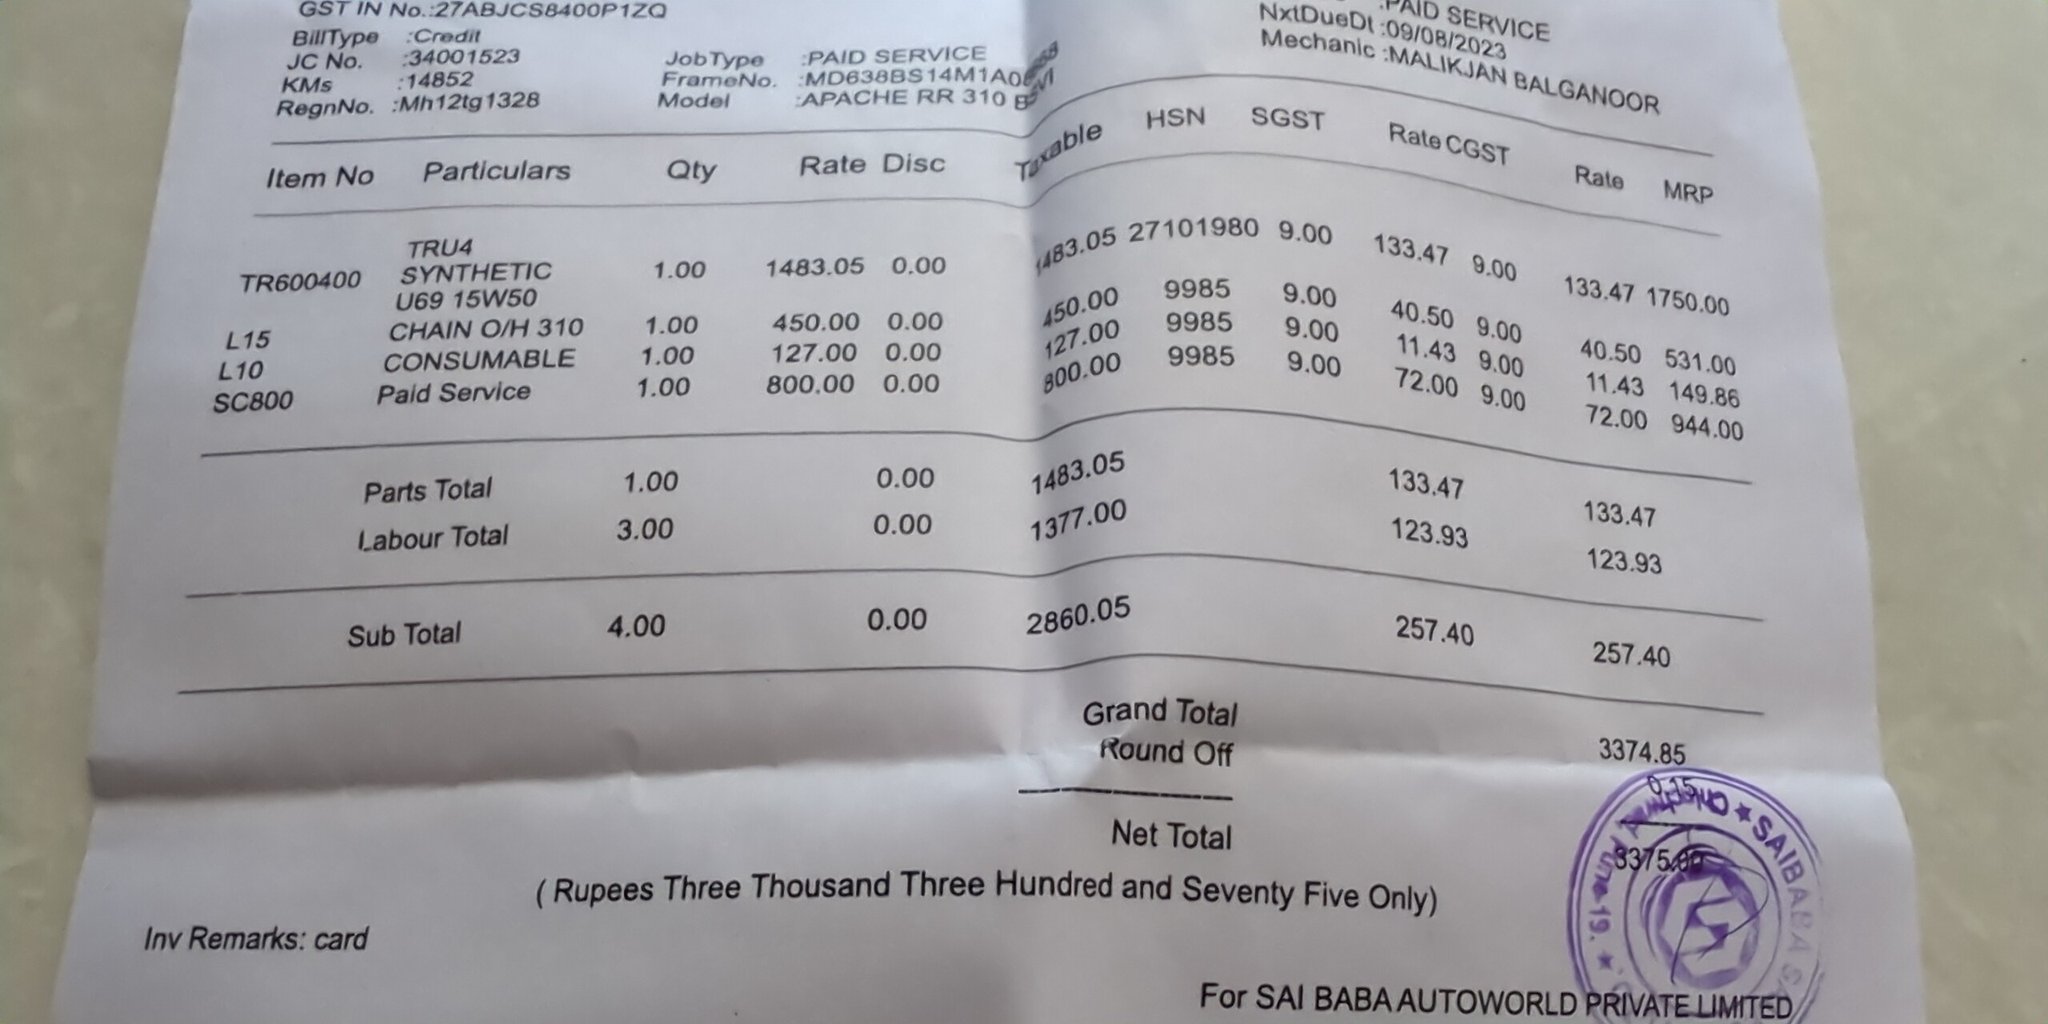 GST IN No.:27ABJCS8400P1ZQ
:PAID SERVICE
BillType :Credit
NxtDueDt :09/08/2023
JC No. :34001523 JobType :PAID SERVICE
Mechanic :MALIKJAN BALGANOOR
KMs :14852 FrameNo. :MD638BS14M1A0
RegnNo. :Mh12tg1328 Model :APACHE RR 310
Item No Particulars Qty Rate Disc Taxable HSN SGST Rate CGST Rate MRP
TRU4
TR600400 SYNTHETIC 1.00 1483.05 0.00 1483.05 27101980 9.00 133.47 9.00 133.47 1750.00
U69 15W50
L15 CHAIN O/H 310 1.00 450.00 0.00 450.00 9985 9.00 40.50 9.00 40.50 531.00
L10 CONSUMABLE 1.00 127.00 0.00 127.00 9985 9.00 11.43 9.00 11.43 149.86
SC800 Paid Service 1.00 800.00 0.00 800.00 9985 9.00 72.00 9.00 72.00 944.00
Parts Total 1.00 0.00 1483.05 133.47 133.47
Labour Total 3.00 0.00 1377.00 123.93 123.93
Sub Total 4.00 0.00 2860.05 257.40 257.40
Grand Total 3374.85
Round Off 0.15
Net Total 3375.00
( Rupees Three Thousand Three Hundred and Seventy Five Only)
Inv Remarks: card
SAIBABA
For SAI BABA AUTOWORLD PRIVATE LIMITED